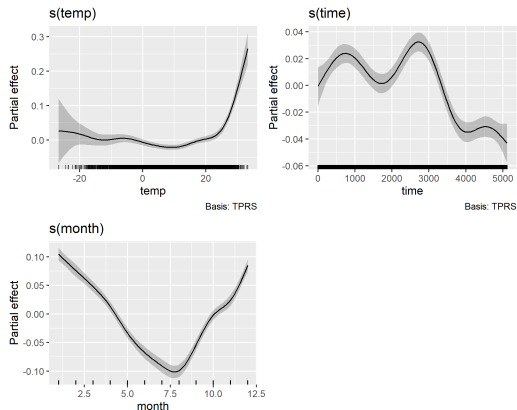 s(temp)
Partial effect
0.3
0.2
0.1
0.0
-20
0
20
temp
Basis: TPRS
s(time)
Partial effect
0.04
0.02
0.00
-0.02
-0.04
-0.06
0
1000
2000
3000
4000
5000
time
Basis: TPRS
s(month)
Partial effect
0.10
0.05
0.00
-0.05
-0.10
2.5
5.0
7.5
10.0
12.5
month